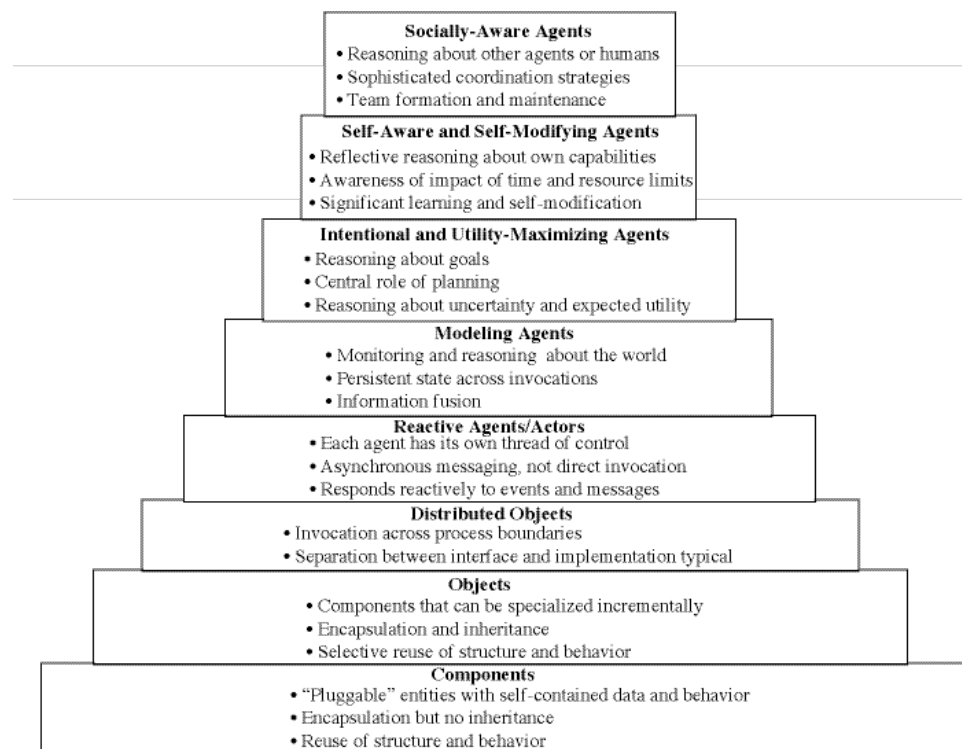 Socially-Aware Agents
• Reasoning about other agents or humans
• Sophisticated coordination strategies
• Team formation and maintenance
Self-Aware and Self-Modifying Agents
• Reflective reasoning about own capabilities
• Awareness of impact of time and resource limits
• Significant learning and self-modification
Intentional and Utility-Maximizing Agents
• Reasoning about goals
• Central role of planning
• Reasoning about uncertainty and expected utility
Modeling Agents
• Monitoring and reasoning about the world
• Persistent state across invocations
• Information fusion
Reactive Agents/Actors
• Each agent has its own thread of control
• Asynchronous messaging, not direct invocation
• Responds reactively to events and messages
Distributed Objects
• Invocation across process boundaries
• Separation between interface and implementation typical
Objects
• Components that can be specialized incrementally
• Encapsulation and inheritance
• Selective reuse of structure and behavior
Components
• “Pluggable” entities with self-contained data and behavior
• Encapsulation but no inheritance
• Reuse of structure and behavior